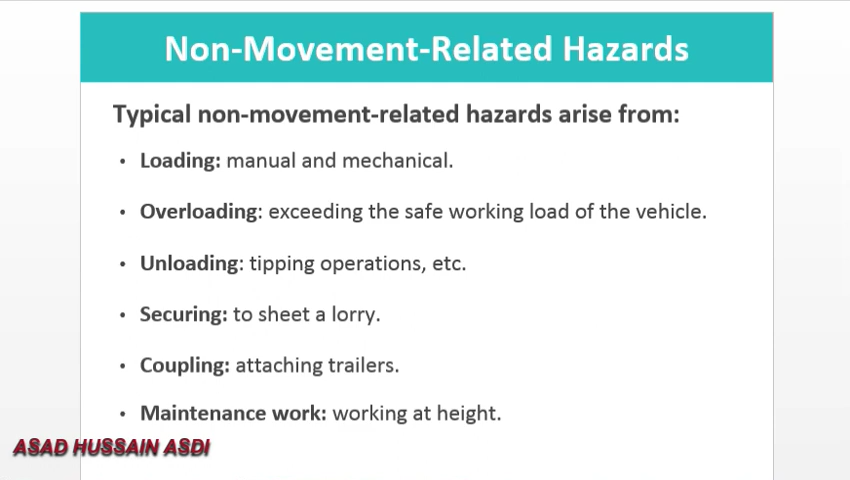 Non-Movement-Related Hazards
Typical non-movement-related hazards arise from:
• Loading: manual and mechanical.
• Overloading: exceeding the safe working load of the vehicle.
• Unloading: tipping operations, etc.
• Securing: to sheet a lorry.
• Coupling: attaching trailers.
• Maintenance work: working at height.
ASAD HUSSAIN ASDI